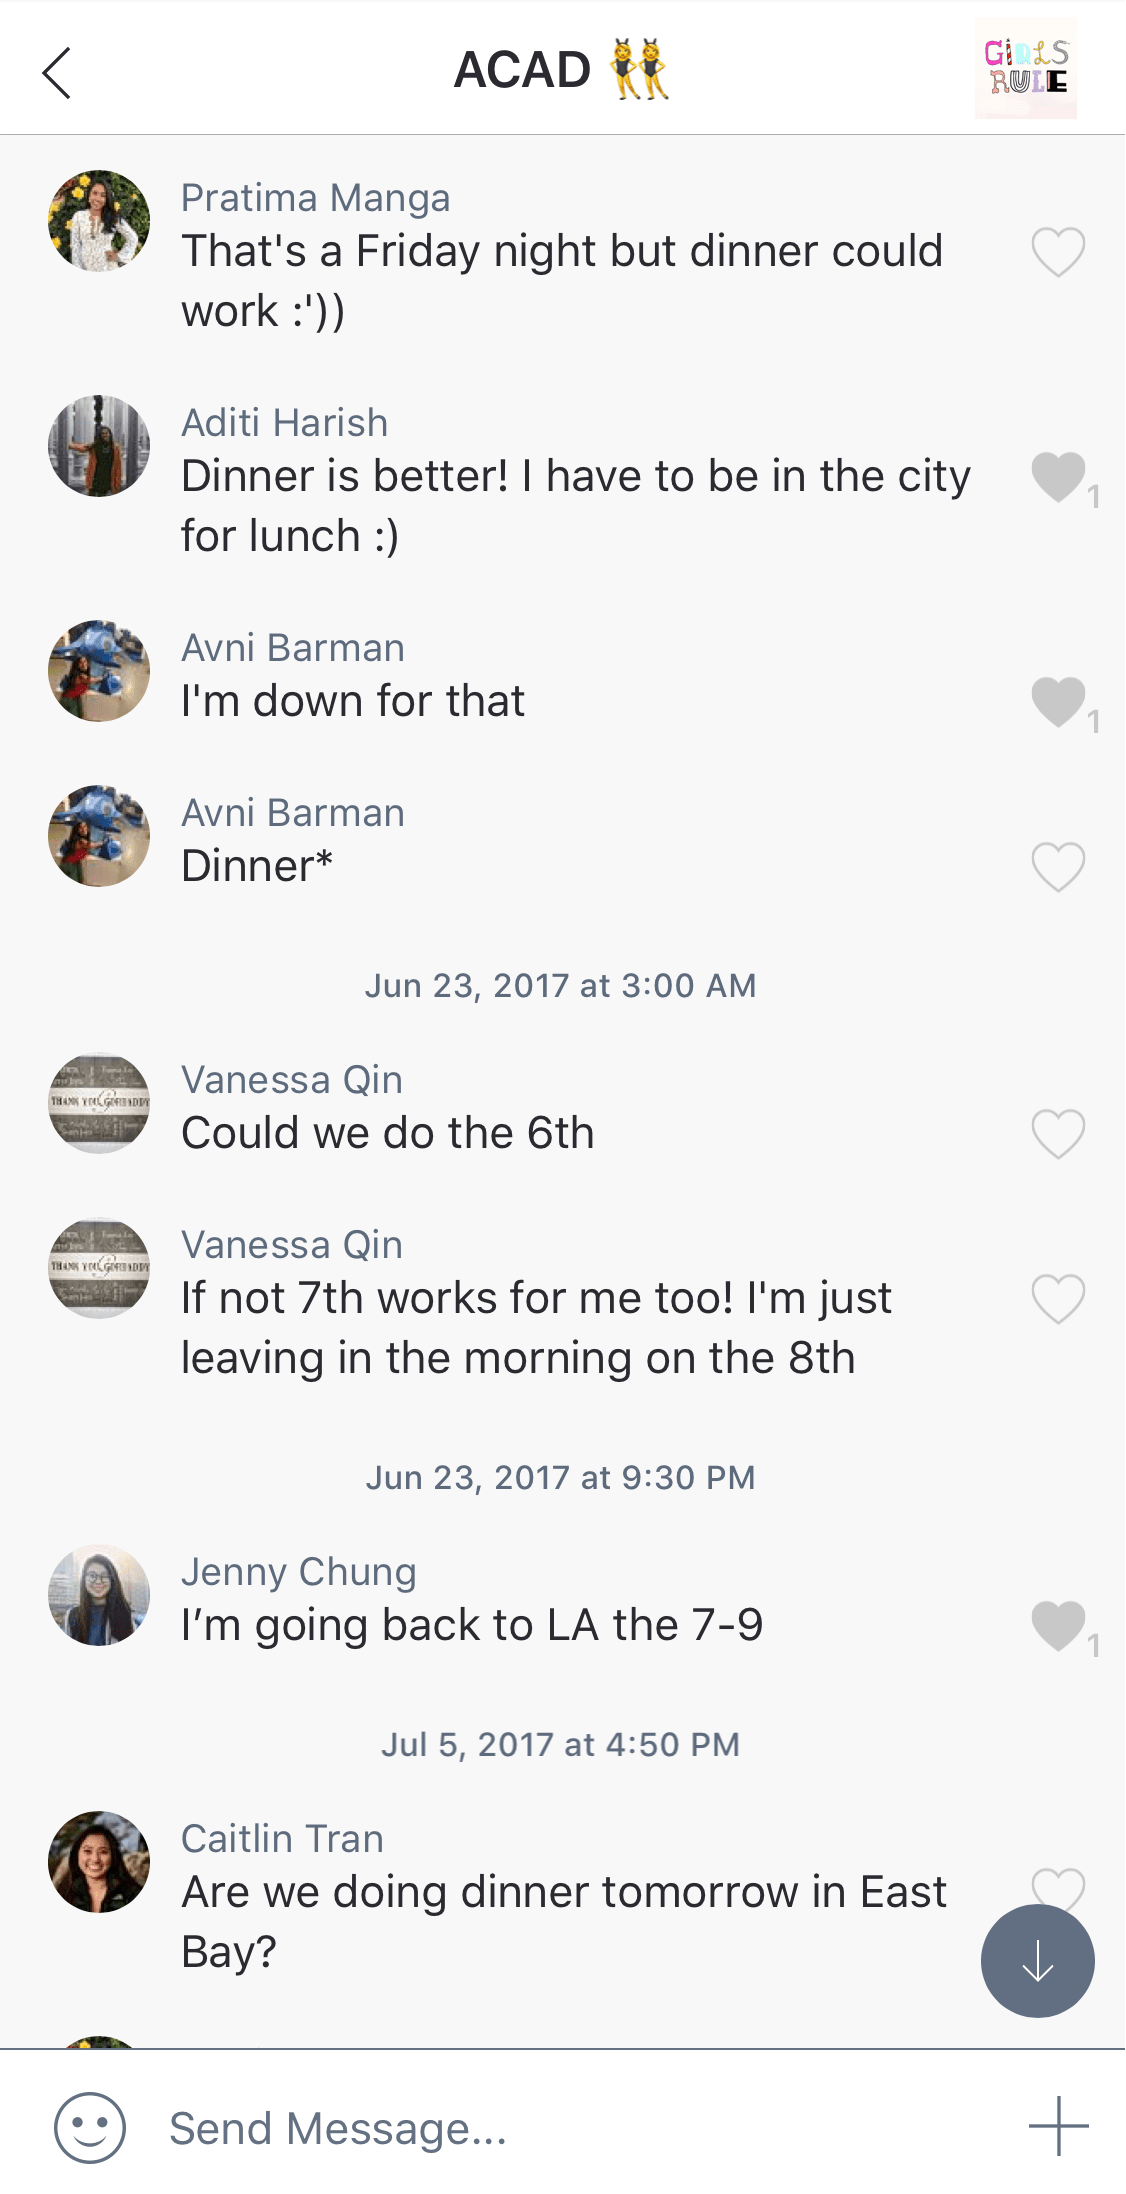 ACAD 👯
GIRLS
RULE
Pratima Manga
That's a Friday night but dinner could
work :'))
Aditi Harish
Dinner is better! I have to be in the city
for lunch :)
1
Avni Barman
I'm down for that
1
Avni Barman
Dinner*
Jun 23, 2017 at 3:00 AM
THANK YOU
Vanessa Qin
Could we do the 6th
THANK YOU
Vanessa Qin
If not 7th works for me too! I'm just
leaving in the morning on the 8th
Jun 23, 2017 at 9:30 PM
Jenny Chung
I’m going back to LA the 7-9
1
Jul 5, 2017 at 4:50 PM
Caitlin Tran
Are we doing dinner tomorrow in East
Bay?
Send Message...